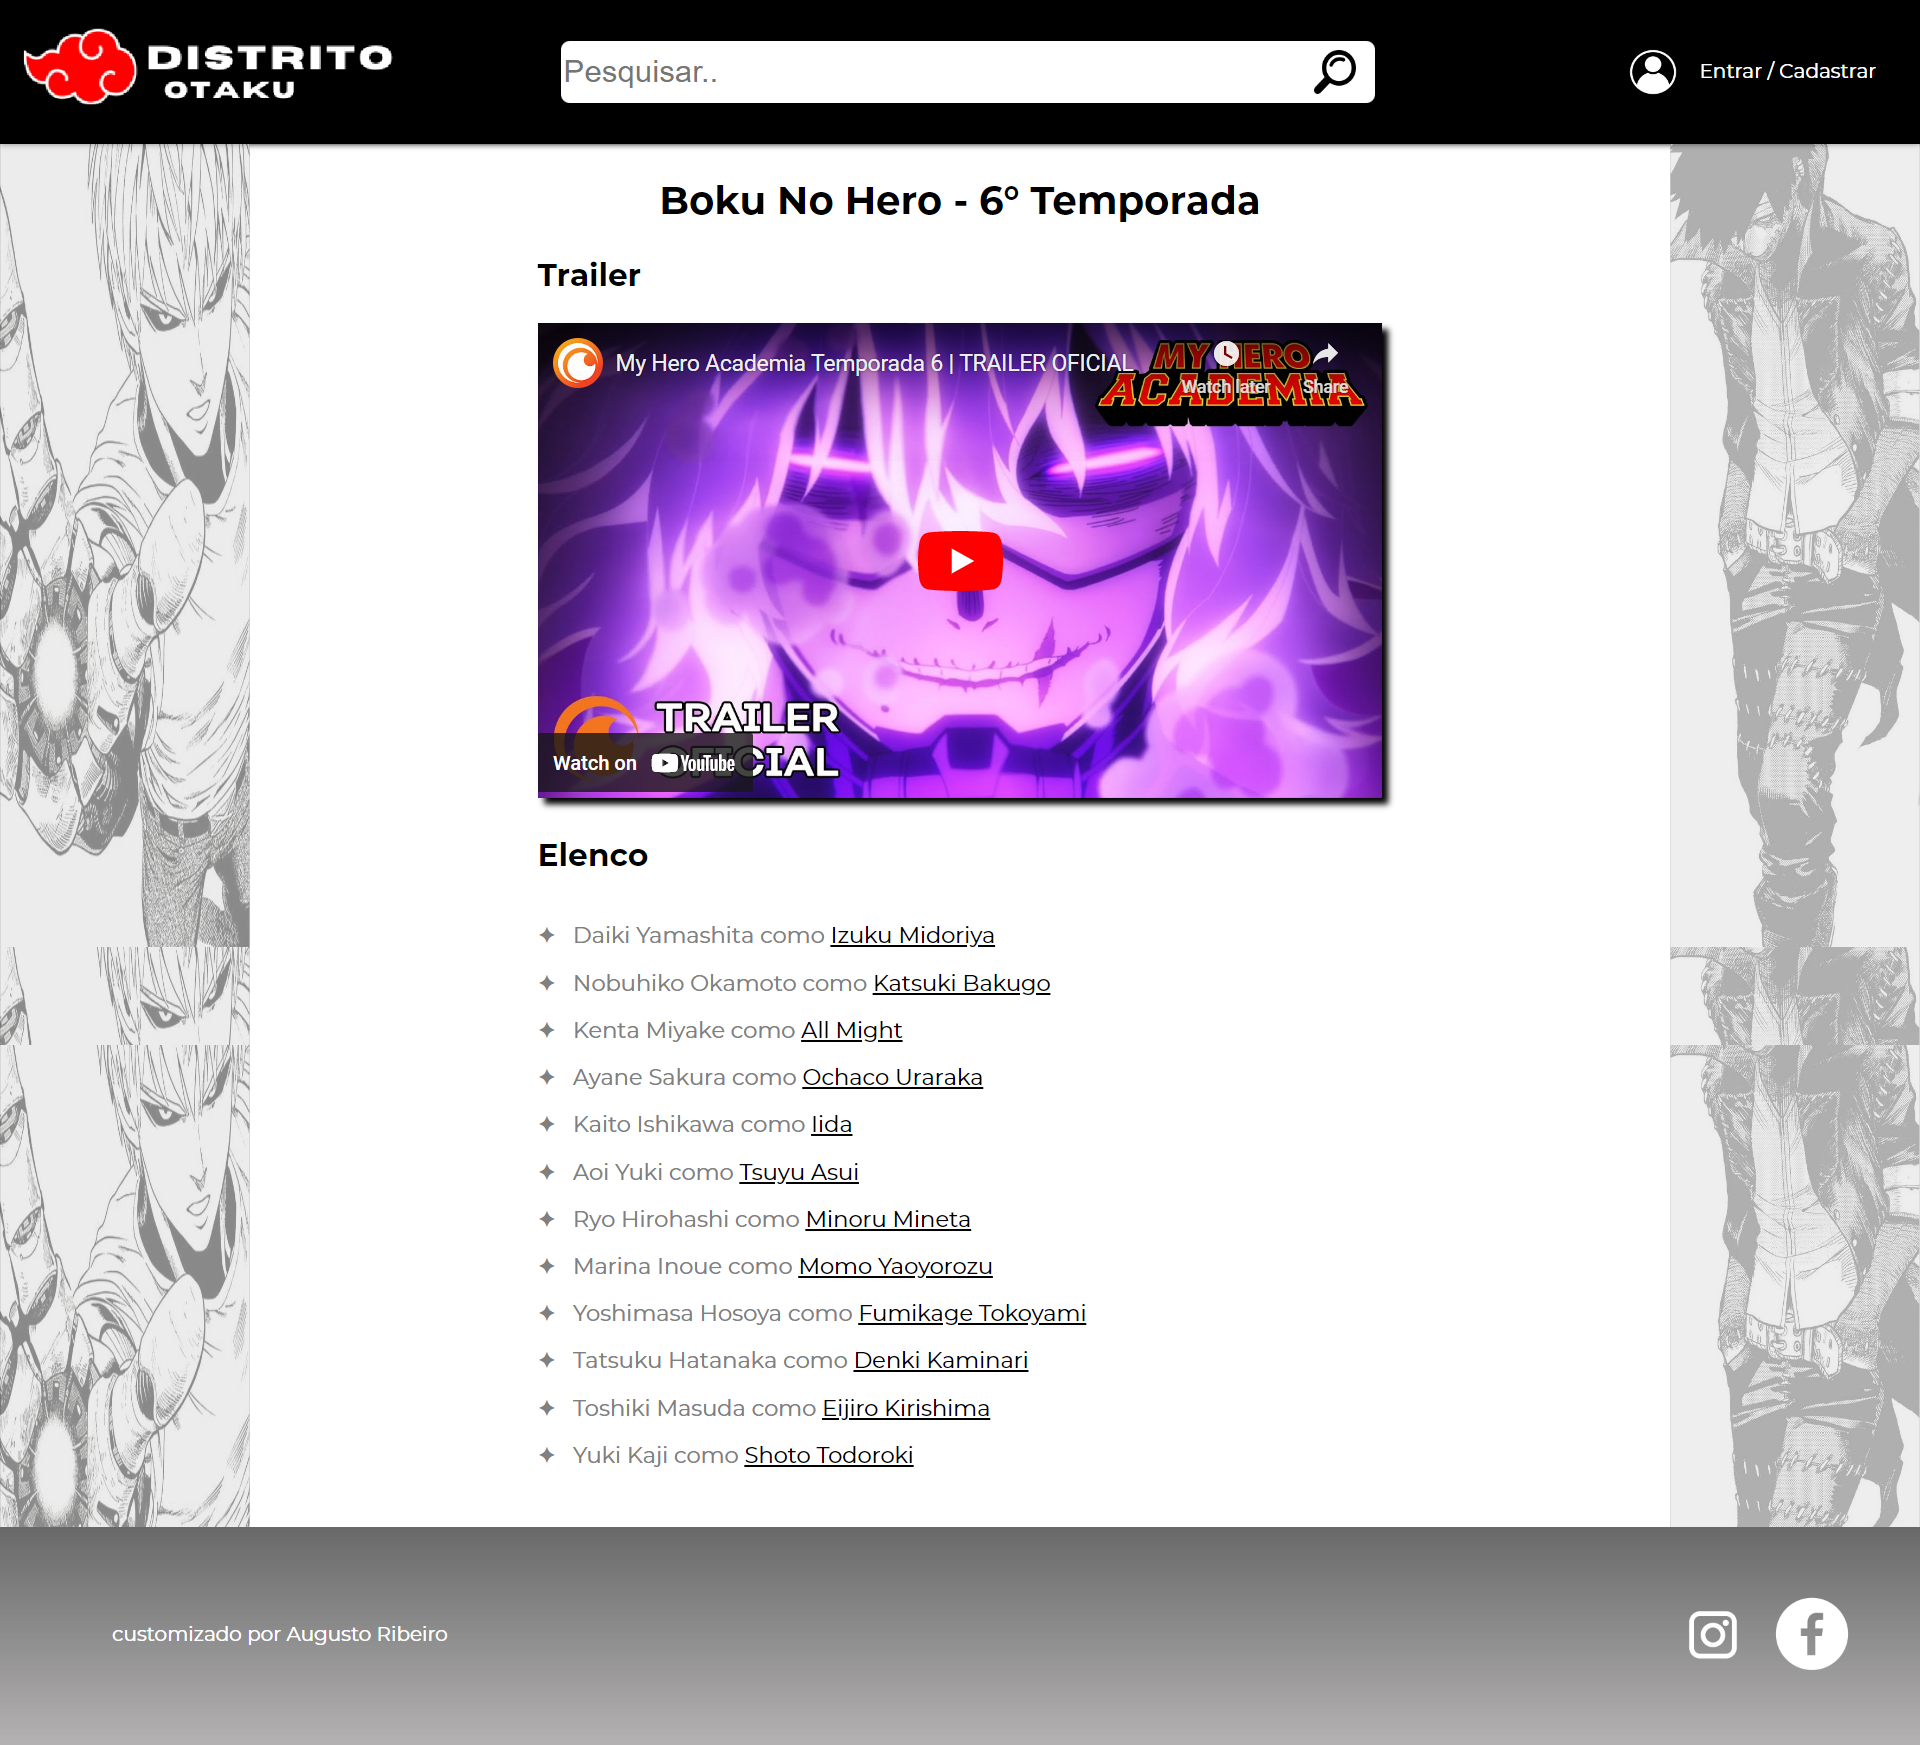 DISTRITO
OTAKU
Pesquisar..
Entrar / Cadastrar
Boku No Hero - 6° Temporada
Trailer
My Hero Academia Temporada 6 | TRAILER OFICIAL
MY HERO
ACADEMIA
Watch later
Share
TRAILER
OFICIAL
Watch on YouTube
Elenco
✦ Daiki Yamashita como Izuku Midoriya
✦ Nobuhiko Okamoto como Katsuki Bakugo
✦ Kenta Miyake como All Might
✦ Ayane Sakura como Ochaco Uraraka
✦ Kaito Ishikawa como Iida
✦ Aoi Yuki como Tsuyu Asui
✦ Ryo Hirohashi como Minoru Mineta
✦ Marina Inoue como Momo Yaoyorozu
✦ Yoshimasa Hosoya como Fumikage Tokoyami
✦ Tatsuku Hatanaka como Denki Kaminari
✦ Toshiki Masuda como Eijiro Kirishima
✦ Yuki Kaji como Shoto Todoroki
customizado por Augusto Ribeiro